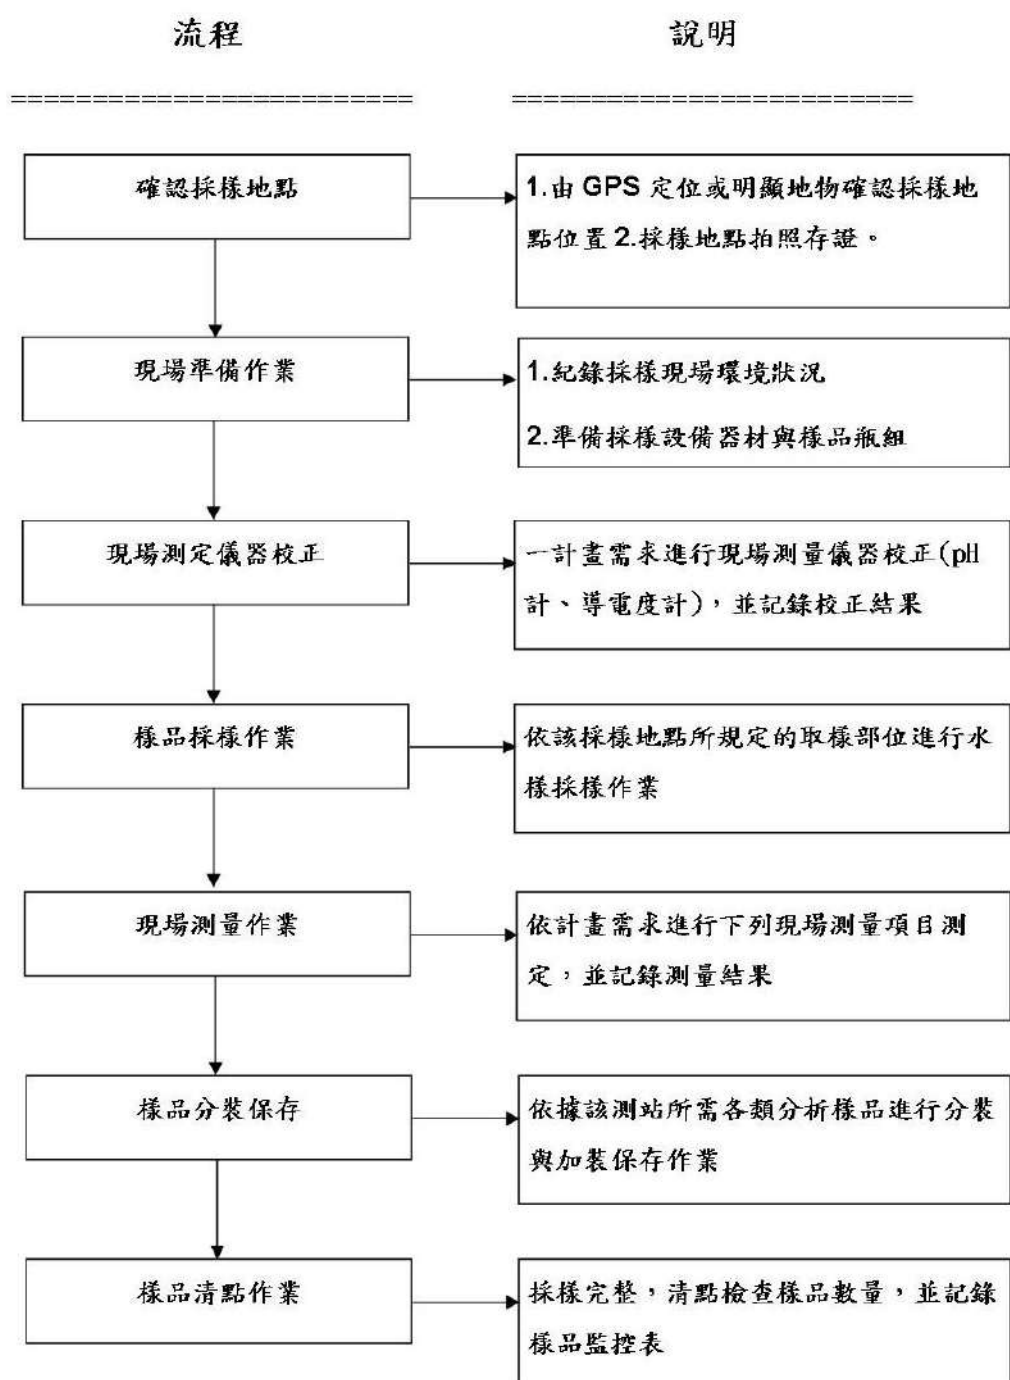 流程
說明
=========================
=========================
確認採樣地點
1.由 GPS 定位或明顯地物確認採樣地
點位置 2.採樣地點拍照存證。
現場準備作業
1.紀錄採樣現場環境狀況
2.準備採樣設備器材與樣品瓶組
現場測定儀器校正
一計畫需求進行現場測量儀器校正(pH
計、導電度計),並記錄校正結果
樣品採樣作業
依該採樣地點所規定的取樣部位進行水
樣採樣作業
現場測量作業
依計畫需求進行下列現場測量項目測
定,並記錄測量結果
樣品分裝保存
依據該測站所需各類分析樣品進行分裝
與加裝保存作業
樣品清點作業
採樣完整,清點檢查樣品數量,並記錄
樣品監控表